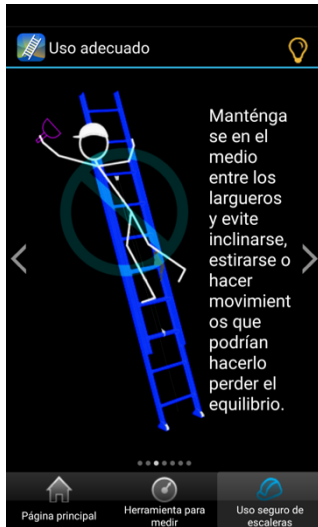 Uso adecuado
Manténga
se en el
medio
entre los
largueros
y evite
inclinarse,
estirarse o
hacer
movimient
os que
podrían
hacerlo
perder el
equilibrio.
Página principal
Herramienta para
medir
Uso seguro de
escaleras